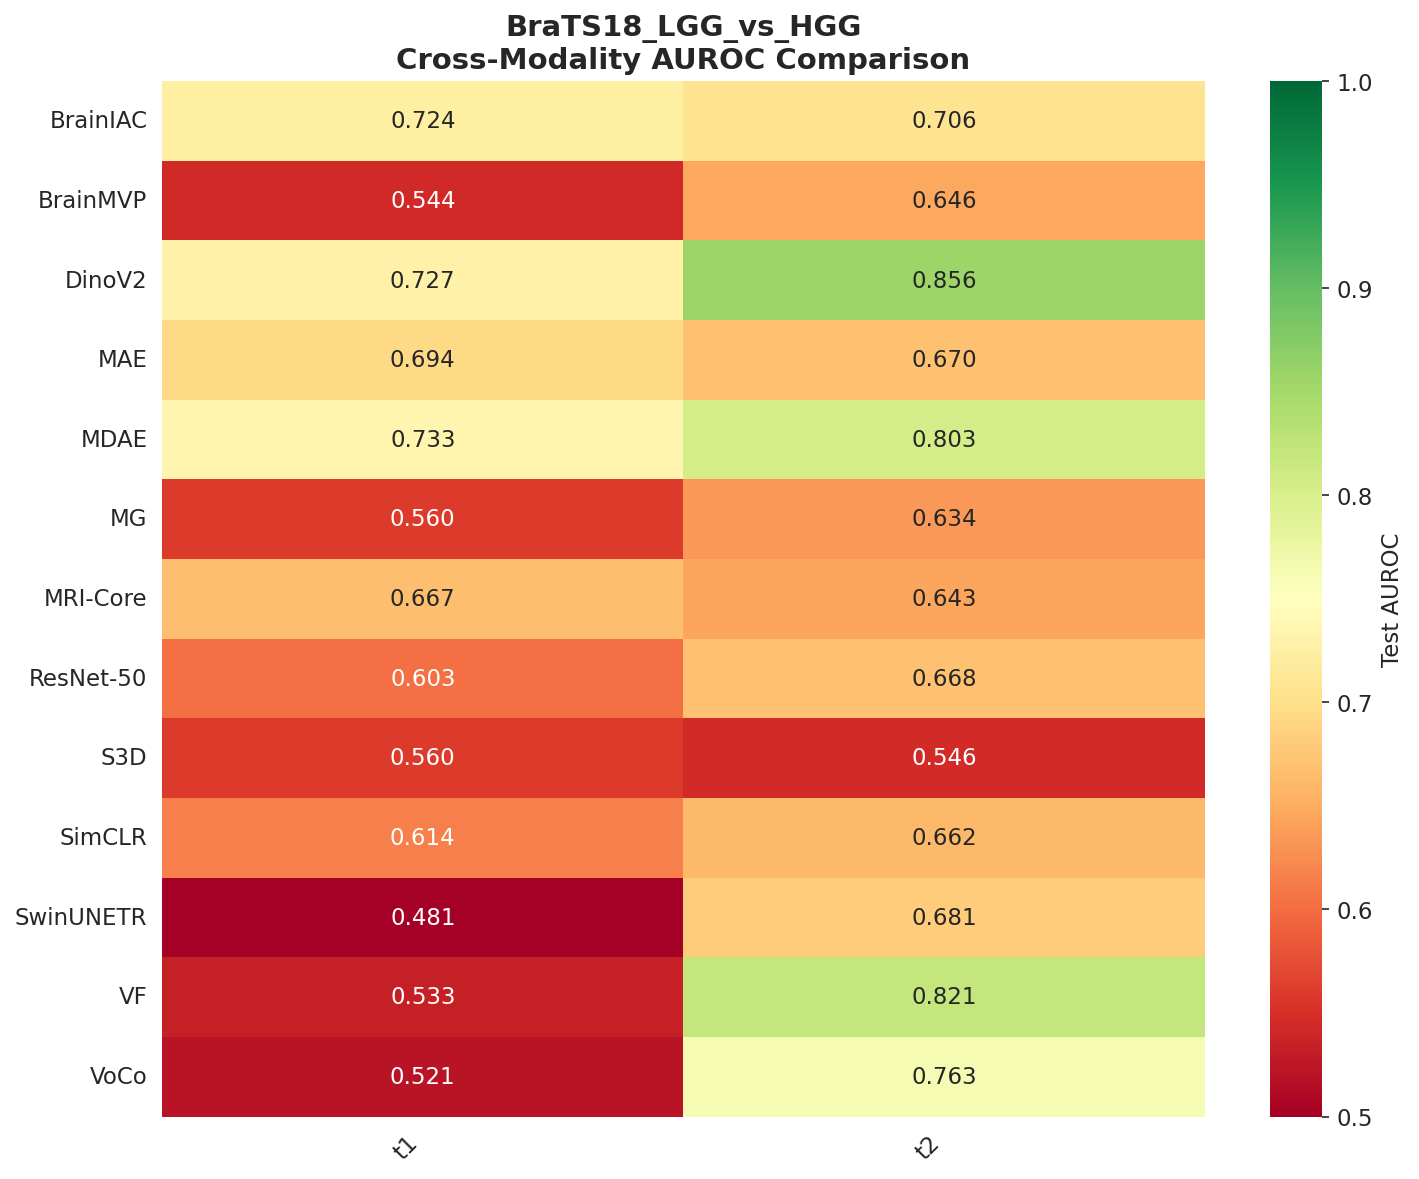 BraTS18_LGG_vs_HGG
Cross-Modality AUROC Comparison
BrainIAC 0.724 0.706
BrainMVP 0.544 0.646
DinoV2 0.727 0.856
MAE 0.694 0.670
MDAE 0.733 0.803
MG 0.560 0.634
MRI-Core 0.667 0.643
ResNet-50 0.603 0.668
S3D 0.560 0.546
SimCLR 0.614 0.662
SwinUNETR 0.481 0.681
VF 0.533 0.821
VoCo 0.521 0.763
t1 t2
1.0
0.9
0.8
0.7
0.6
0.5
Test AUROC